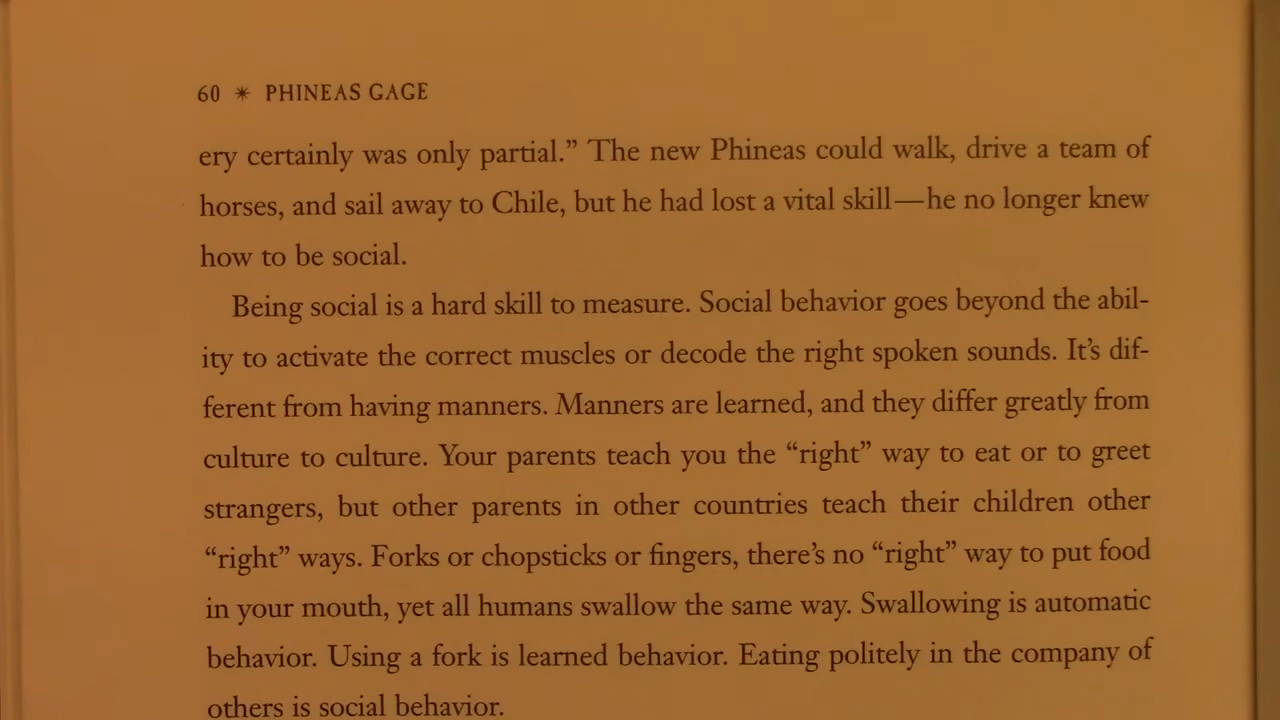 60 * PHINEAS GAGE
ery certainly was only partial.” The new Phineas could walk, drive a team of
horses, and sail away to Chile, but he had lost a vital skill—he no longer knew
how to be social.
Being social is a hard skill to measure. Social behavior goes beyond the abil-
ity to activate the correct muscles or decode the right spoken sounds. It’s dif-
ferent from having manners. Manners are learned, and they differ greatly from
culture to culture. Your parents teach you the “right” way to eat or to greet
strangers, but other parents in other countries teach their children other
“right” ways. Forks or chopsticks or fingers, there’s no “right” way to put food
in your mouth, yet all humans swallow the same way. Swallowing is automatic
behavior. Using a fork is learned behavior. Eating politely in the company of
others is social behavior.